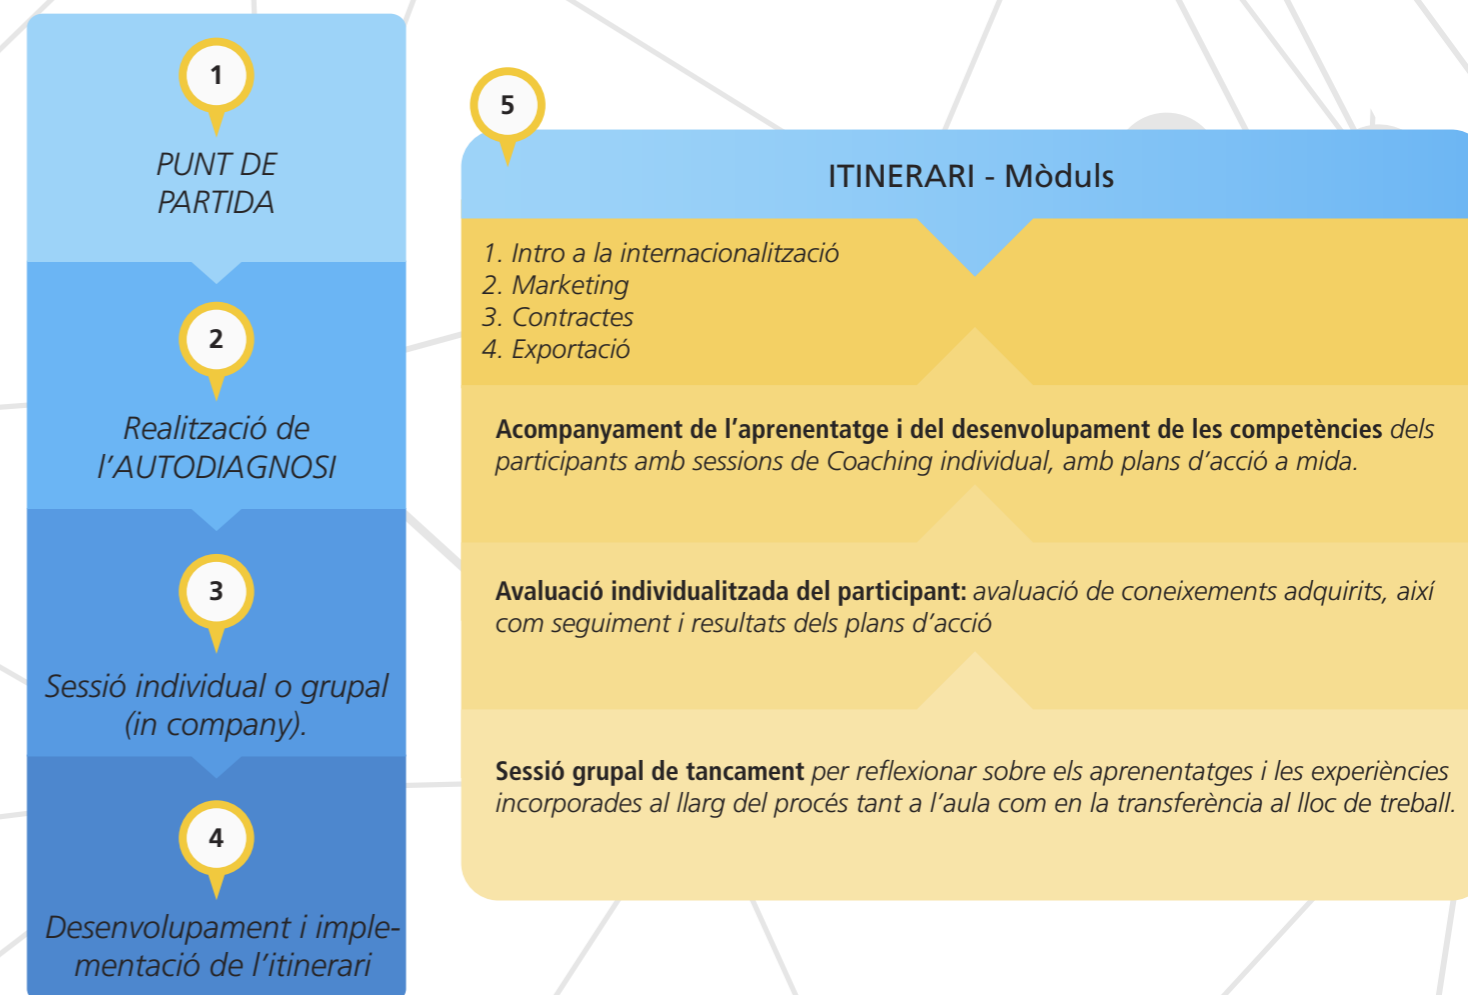 1
PUNT DE
PARTIDA
2
Realització de
l’AUTODIAGNOSI
3
Sessió individual o grupal
(in company).
4
Desenvolupament i imple-
mentació de l’itinerari
5
ITINERARI - Mòduls
1. Intro a la internacionalització
2. Marketing
3. Contractes
4. Exportació
Acompanyament de l’aprenentatge i del desenvolupament de les competències dels
participants amb sessions de Coaching individual, amb plans d’acció a mida.
Avaluació individualitzada del participant: avaluació de coneixements adquirits, així
com seguiment i resultats dels plans d’acció
Sessió grupal de tancament per reflexionar sobre els aprenentatges i les experiències
incorporades al llarg del procés tant a l’aula com en la transferència al lloc de treball.